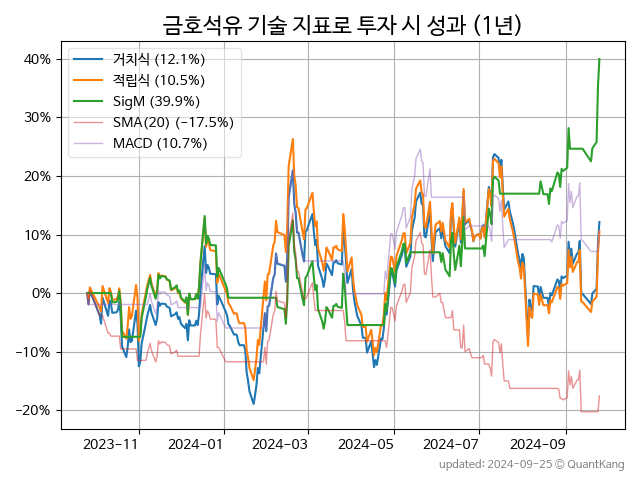 금호석유 기술 지표로 투자 시 성과 (1년)
거치식 (12.1%)
적립식 (10.5%)
SigM (39.9%)
SMA(20) (−17.5%)
MACD (10.7%)
40%
30%
20%
10%
0%
−10%
−20%
2023-11
2024-01
2024-03
2024-05
2024-07
2024-09
updated: 2024-09-25 © QuantKang